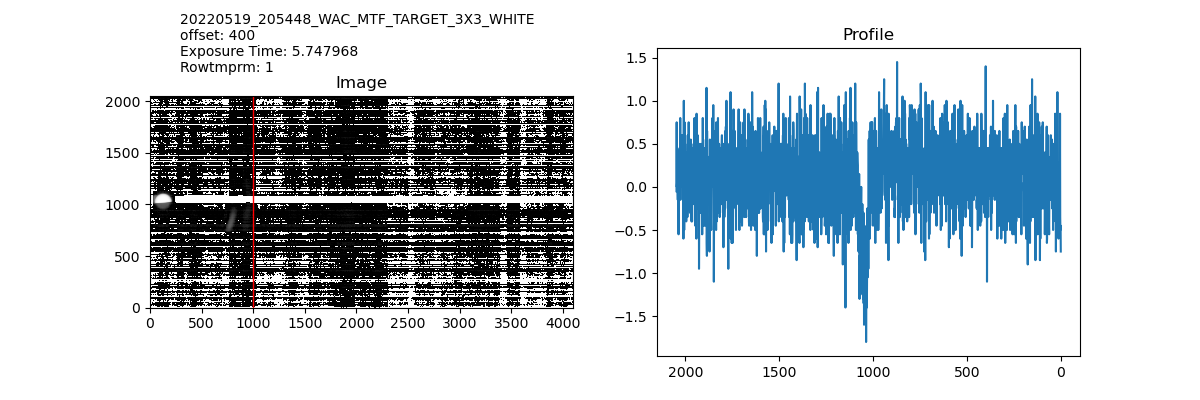 20220519_205448_WAC_MTF_TARGET_3X3_WHITE
offset: 400
Exposure Time: 5.747968
Rowtmprm: 1
Image
2000
1500
1000
500
0
0 500 1000 1500 2000 2500 3000 3500 4000
Profile
1.5
1.0
0.5
0.0
−0.5
−1.0
−1.5
2000 1500 1000 500 0